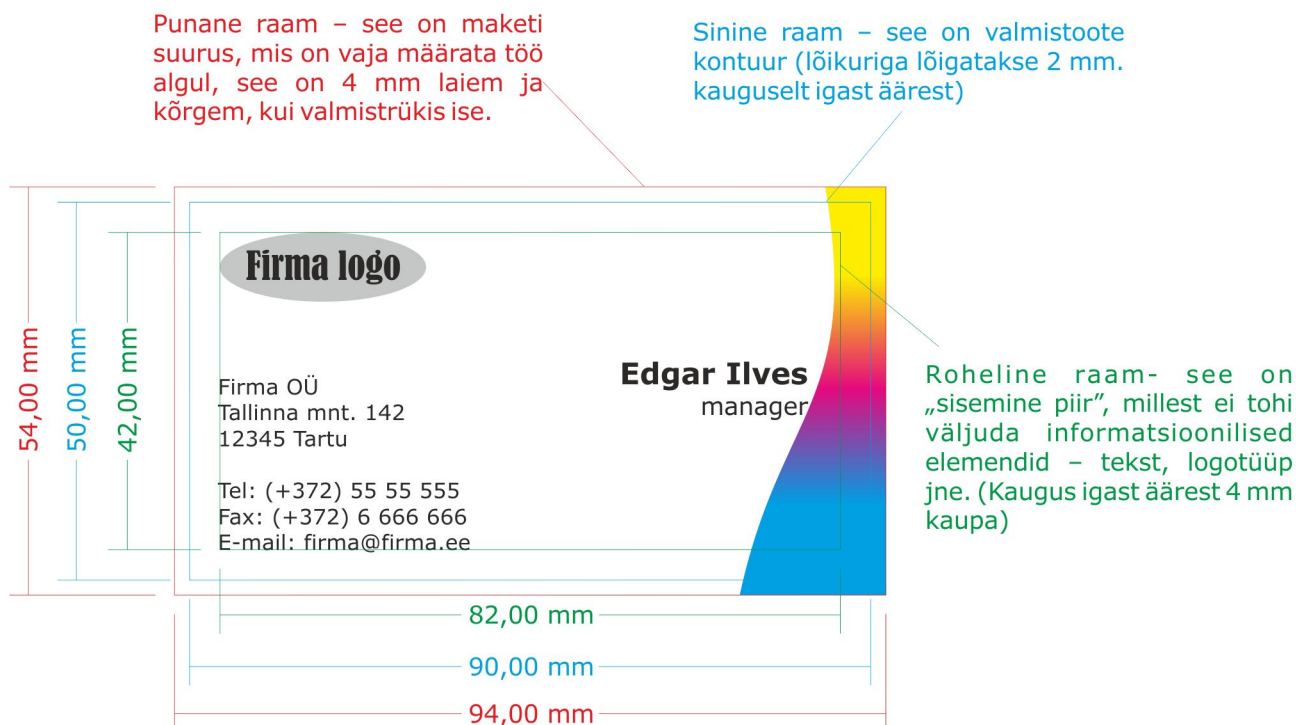 Punane raam – see on maketi
suurus, mis on vaja määrata töö
algul, see on 4 mm laiem ja
kõrgem, kui valmistrükis ise.
Sinine raam – see on valmistoote
kontuur (lõikuriga lõigatakse 2 mm.
kauguselt igast äärest)
54,00 mm
50,00 mm
42,00 mm
Firma logo
Firma OÜ
Tallinna mnt. 142
12345 Tartu
Tel: (+372) 55 55 555
Fax: (+372) 6 666 666
E-mail: firma@firma.ee
Edgar Ilves
manager
Roheline raam- see on
„sisemine piir”, millest ei tohi
väljuda informatsioonilised
elemendid – tekst, logotüüp
jne. (Kaugus igast äärest 4 mm
kaupa)
82,00 mm
90,00 mm
94,00 mm